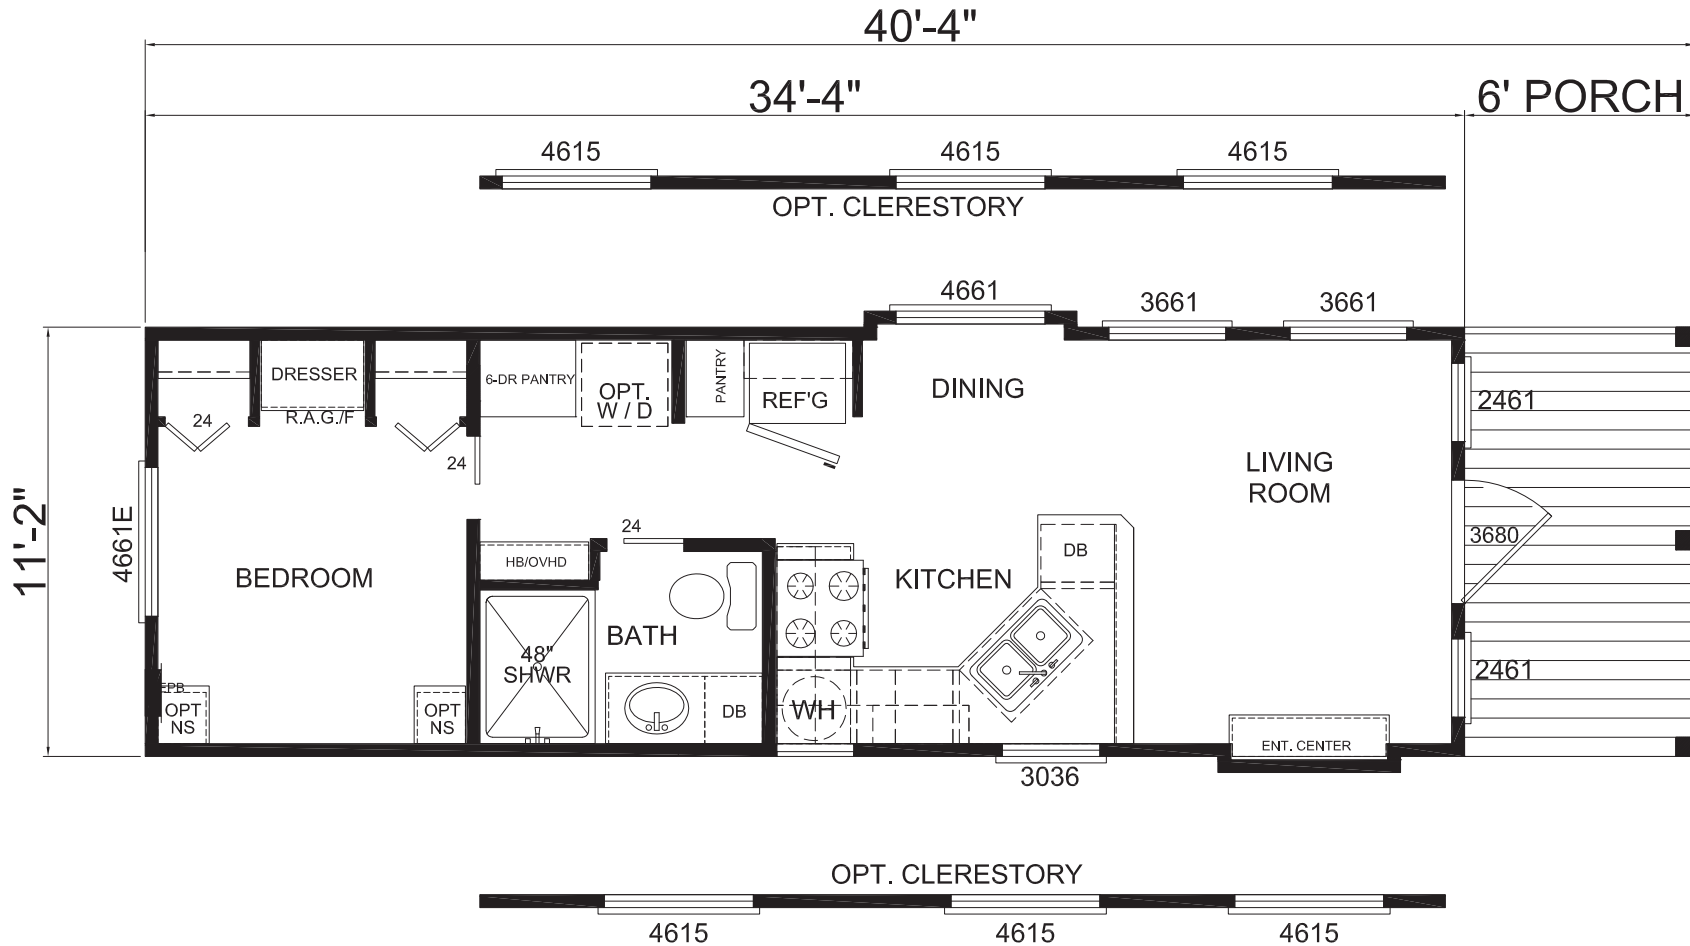 40'-4"
34'-4"
6' PORCH
4615
4615
4615
OPT. CLERESTORY
4661
3661
3661
11'-2"
DRESSER
R.A.G./F
24
24
6-DR PANTRY
OPT.
W / D
PANTRY
REF'G
DINING
2461
LIVING
ROOM
4661E
BEDROOM
24
HB/OVHD
BATH
48"
SHWR
KITCHEN
DB
3680
EPB
OPT
NS
OPT
NS
DB
WH
2461
ENT. CENTER
3036
OPT. CLERESTORY
4615
4615
4615